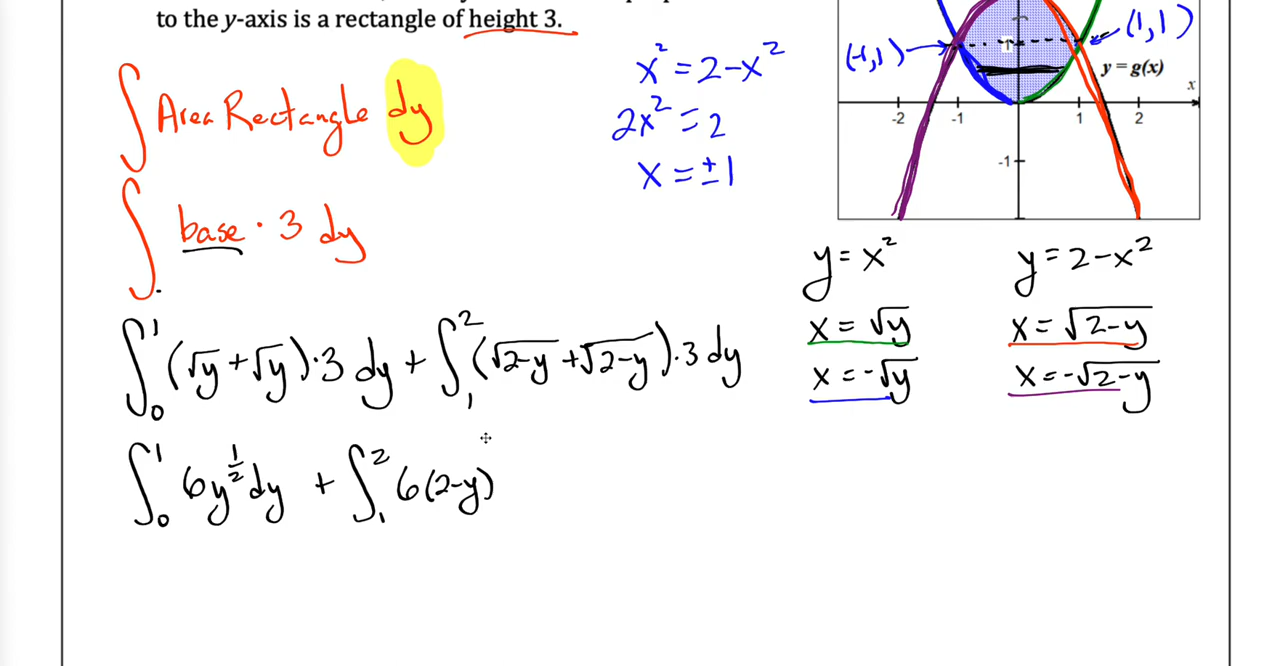 to the y-axis is a rectangle of height 3.
∫ Area Rectangle dy
∫ base · 3 dy
x² = 2 - x²
2x² = 2
x = ±1
(-1,1)
(1,1)
1
y = g(x)
x
-2 -1 1 2
-1
y = x²
x = √y
x = -√y
y = 2 - x²
x = √(2-y)
x = -√(2-y)
∫₀¹ (√y + √y) · 3 dy + ∫₁² (√(2-y) + √(2-y)) · 3 dy
∫₀¹ 6y^(1/2) dy + ∫₁² 6(2-y)